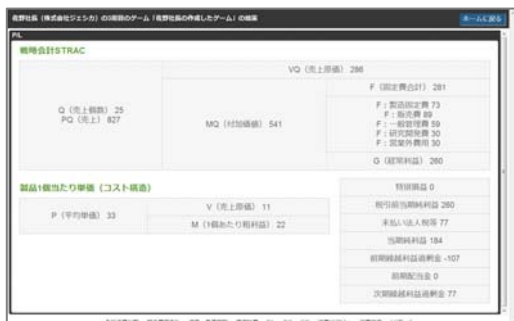 佐野社長（株式会社ジェシカ）の3期目のゲーム「佐野社長の作成したゲーム」の結果
ホームに戻る
P/L
戦略会計STRAC
VQ（売上原価） 286
Q（売上個数） 25
PQ（売上） 827
MQ（付加価値） 541
F（固定費合計） 281
F：製造固定費 73
F：販売費 89
F：一般管理費 59
F：研究開発費 30
F：営業外費用 30
G（経常利益） 260
製品1個当たり単価（コスト構造）
P（平均単価） 33
V（売上原価） 11
M（1個あたり粗利益） 22
特別損益 0
税引前当期純利益 260
未払い法人税等 77
当期純利益 184
前期繰越利益剰余金 -107
前期配当金 0
次期繰越利益剰余金 77